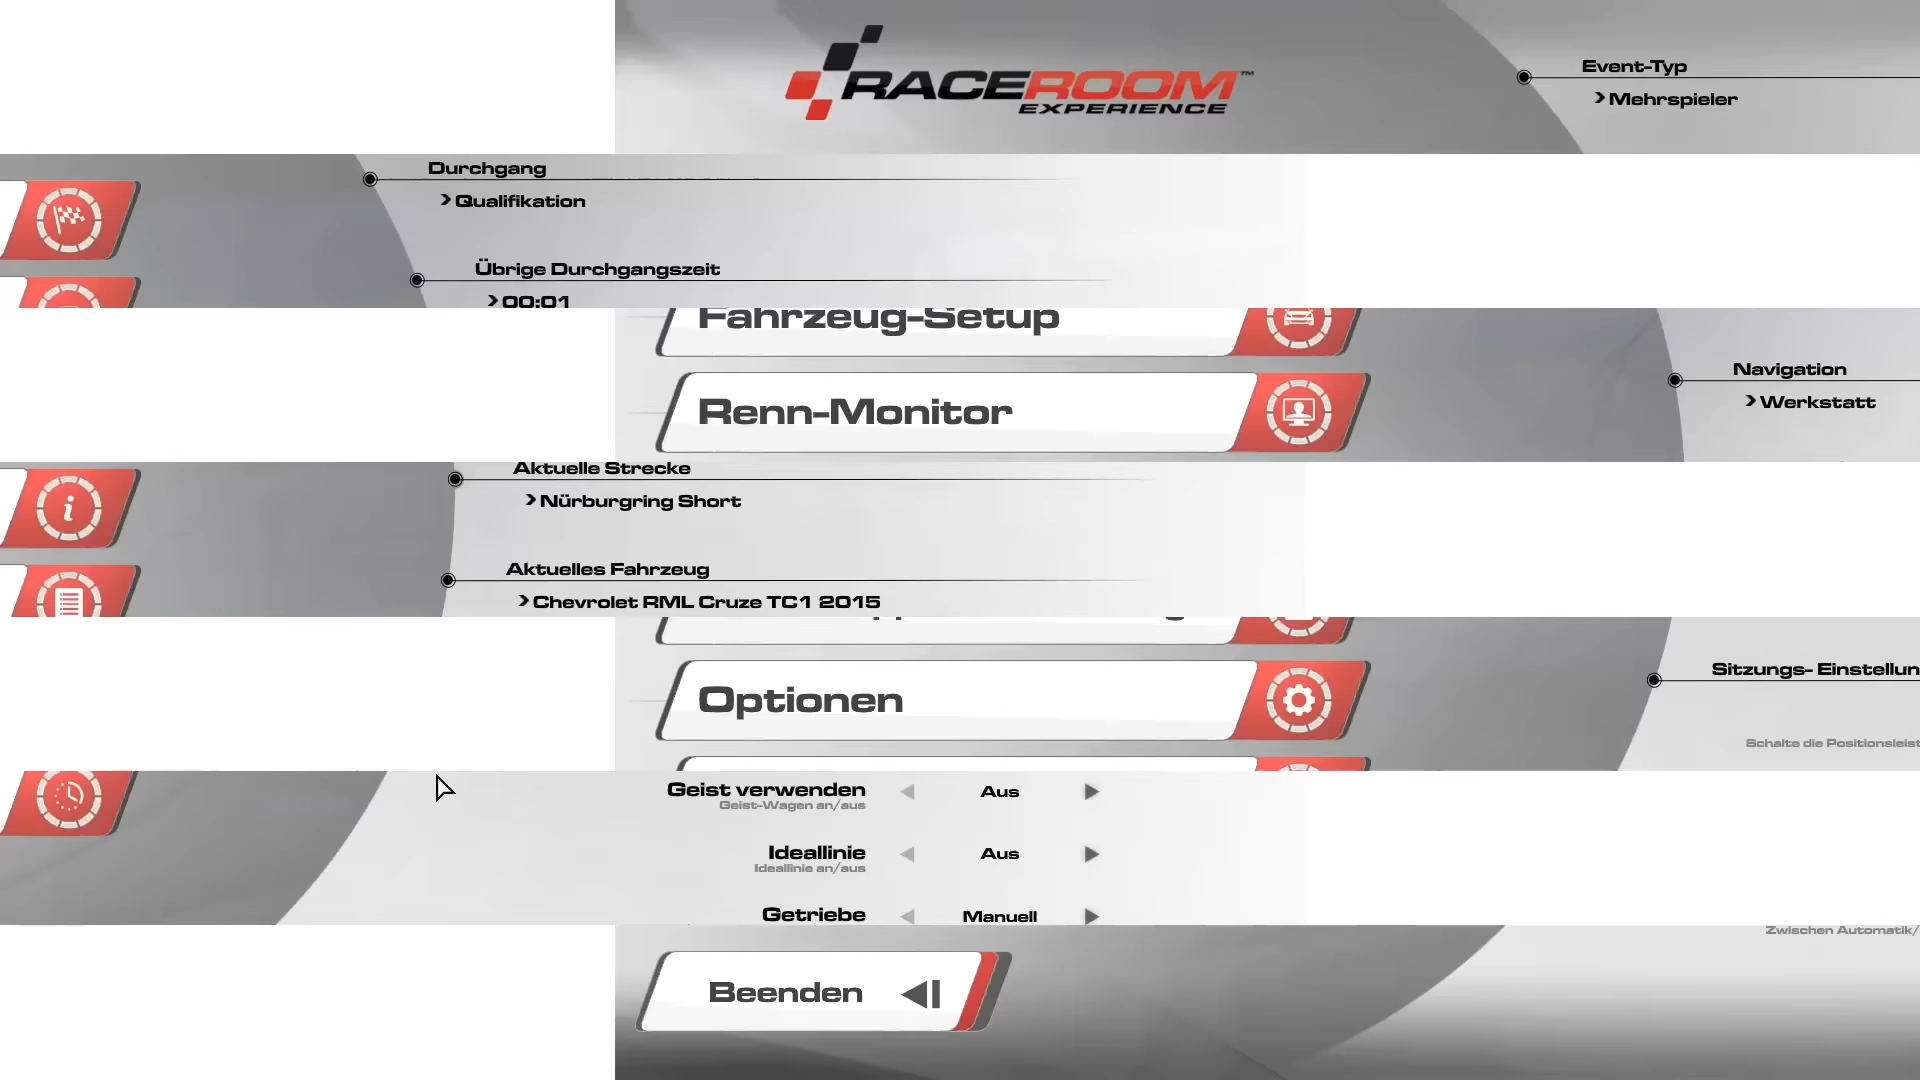 RACEROOM™
EXPERIENCE
Event-Typ
Mehrspieler
Durchgang
Qualifikation
Übrige Durchgangszeit
00:01
Fahrzeug-Setup
Renn-Monitor
Navigation
Werkstatt
Aktuelle Strecke
Nürburgring Short
Aktuelles Fahrzeug
Chevrolet RML Cruze TC1 2015
Optionen
Sitzungs- Einstellun
Schalte die Positionsleist
Geist verwenden Aus
Geist-Wagen an/aus
Ideallinie Aus
Ideallinie an/aus
Getriebe Manuell
Zwischen Automatik/
Beenden